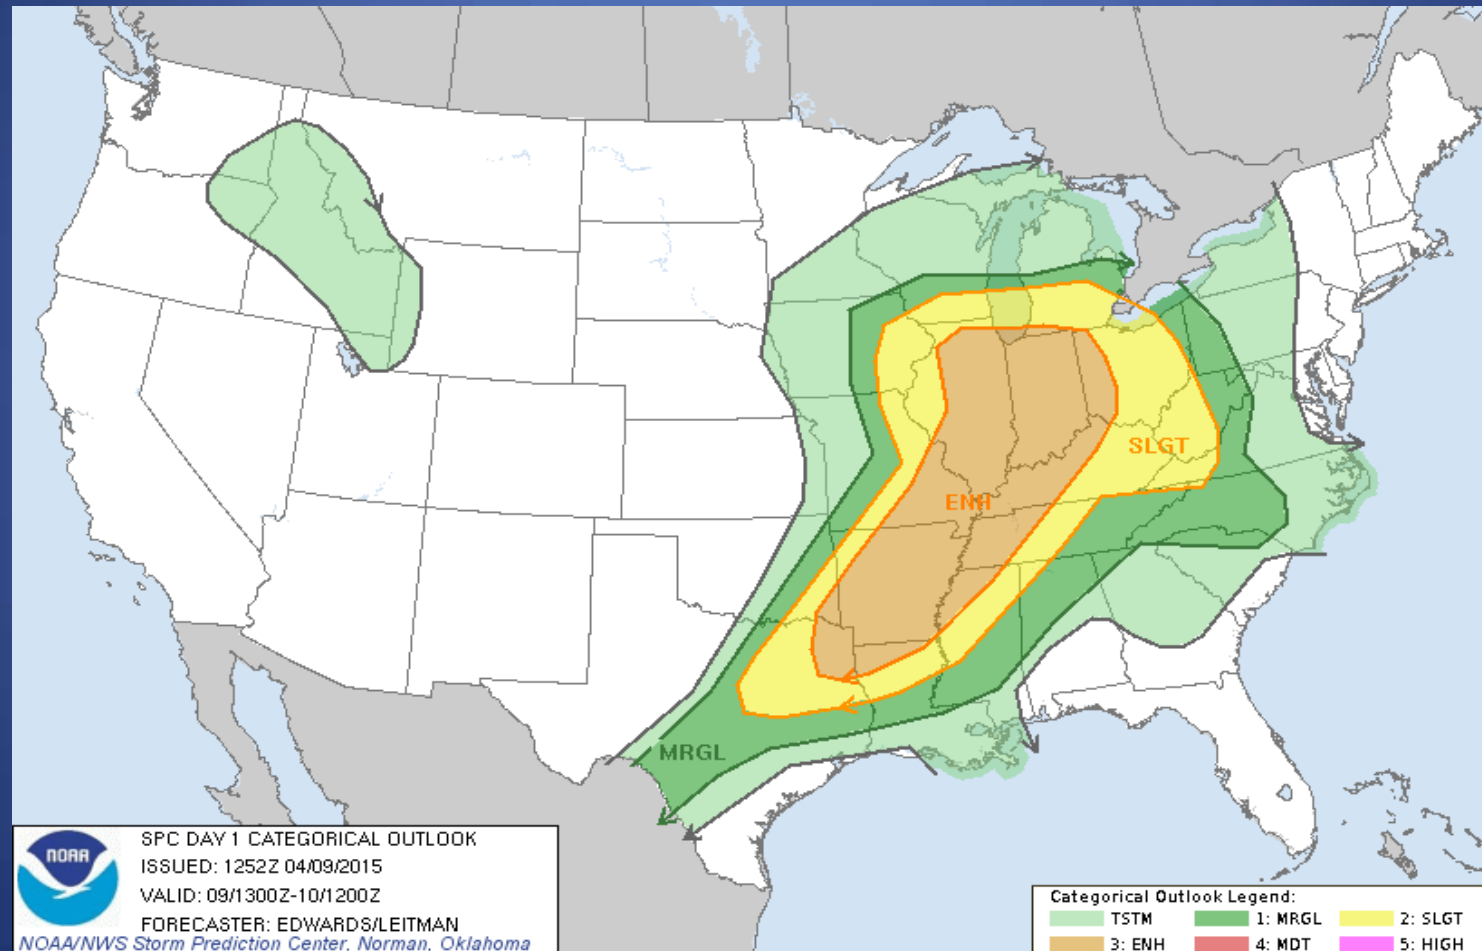 SLGT
ENH
MRGL
NOAA
SPC DAY 1 CATEGORICAL OUTLOOK
ISSUED: 1252Z 04/09/2015
VALID: 09/1300Z-10/1200Z
FORECASTER: EDWARDS/LEITMAN
NOAA/NWS Storm Prediction Center, Norman, Oklahoma
Categorical Outlook Legend:
TSTM 1: MRGL 2: SLGT
3: ENH 4: MDT 5: HIGH